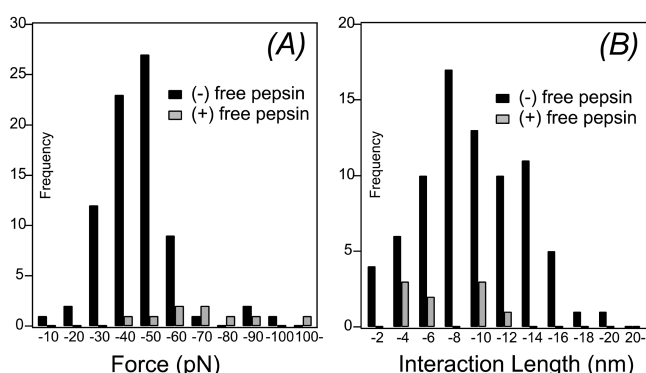 (A)
30
25
20
15
10
5
0
Frequency
(-) free pepsin
(+) free pepsin
-10 -20 -30 -40 -50 -60 -70 -80 -90 -100 100-
Force (pN)
(B)
20
15
10
5
0
Frequency
(-) free pepsin
(+) free pepsin
-2 -4 -6 -8 -10 -12 -14 -16 -18 -20 20-
Interaction Length (nm)